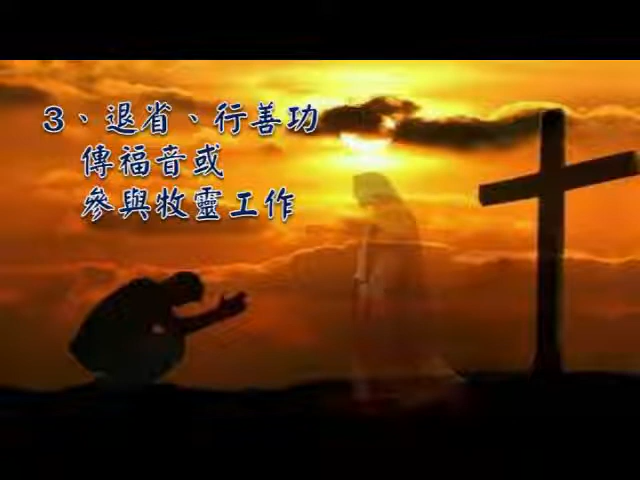 3、退省、行善功
傳福音或
參與牧靈工作